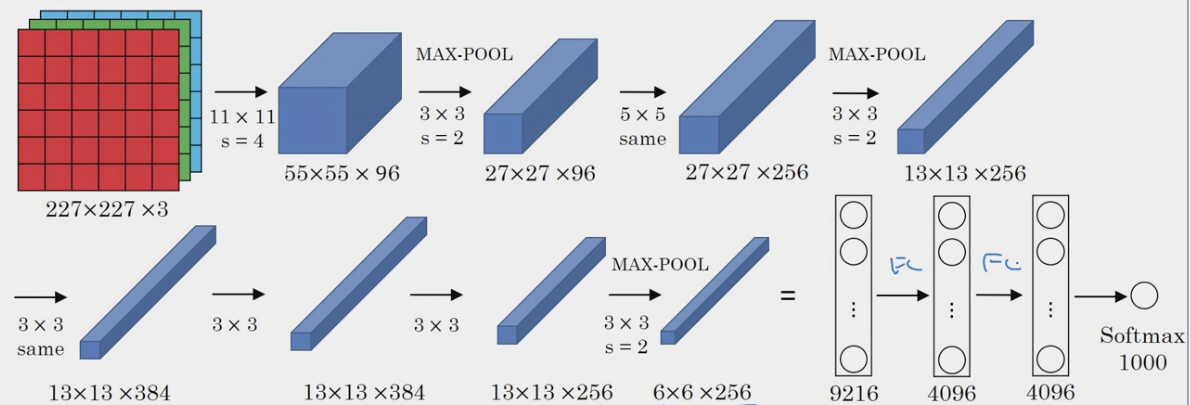 MAX-POOL
MAX-POOL
11 × 11
s = 4
3 × 3
s = 2
5 × 5
same
3 × 3
s = 2
227×227 ×3
55×55 × 96
27×27 ×96
27×27 ×256
13×13 ×256
MAX-POOL
3 × 3
same
3 × 3
3 × 3
3 × 3
s = 2
=
FC
FC
⋮
⋮
⋮
Softmax
1000
13×13 ×384
13×13 ×384
13×13 ×256
6×6 ×256
9216
4096
4096